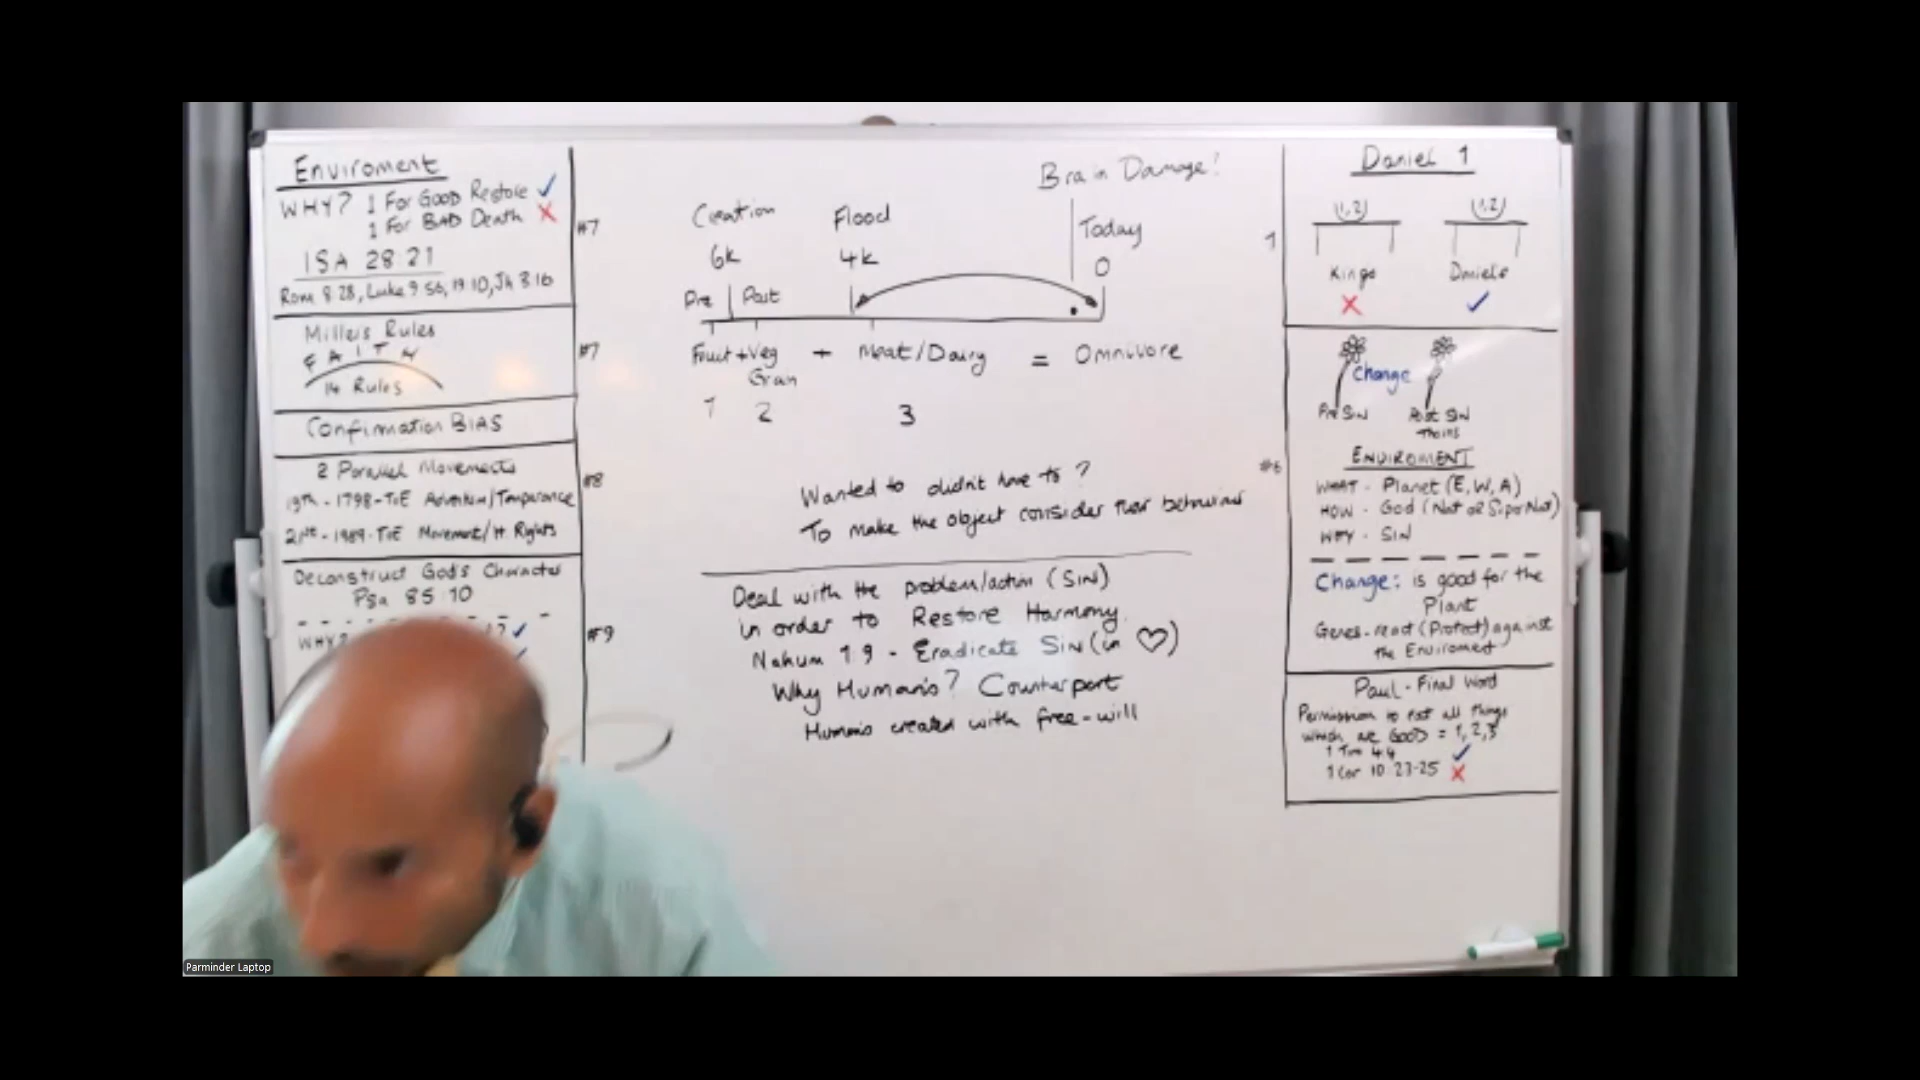 Enviroment
WHY? 1 For Good Restore ✓
1 For BAD Death ✗
ISA 28:21
Rom 8 28, Luke 9 56, 19 10, Jh 3:16
#7
Millers Rules
F A I T H
14 Rules
#7
Confirmation BIAS
2 Parallel Movements
19th - 1798 - ToE Adventism/Temperance
21st - 1989 - ToE Movement/H. Rights
#8
Deconstruct God's Character
Psa 85:10
WHY?
? ✓
#9
Brain Damage!
Creation
Flood
Today
6k
4k
0
Pre | Post
Fruit + Veg + Meat/Dairy = Omnivore
Gran
1 2 3
Wanted to didn't have to?
To make the object consider their behaviour
Deal with the problem/action (SIN)
in order to Restore Harmony.
Nahum 1 9 - Eradicate SIN (in ♡)
Why Humans? Counterpart
Humans created with free-will
1
#6
Daniel 1
(1,2) (1,2)
Kings Daniels
✗ ✓
Change
Pre SIN Post SIN
Thorns
ENVIROMENT
WHAT - Planet (E, W, A)
HOW - God (Nat or SuperNat)
WHY - SIN
Change: is good for the
Plant
Genes - react (Protect) against
the Enviroment
Paul - Final Word
Permission to eat all things
which are GOOD = 1, 2, 3
1 Tim 4 4 ✓
1 Cor 10 23-25 ✗
Parminder Laptop